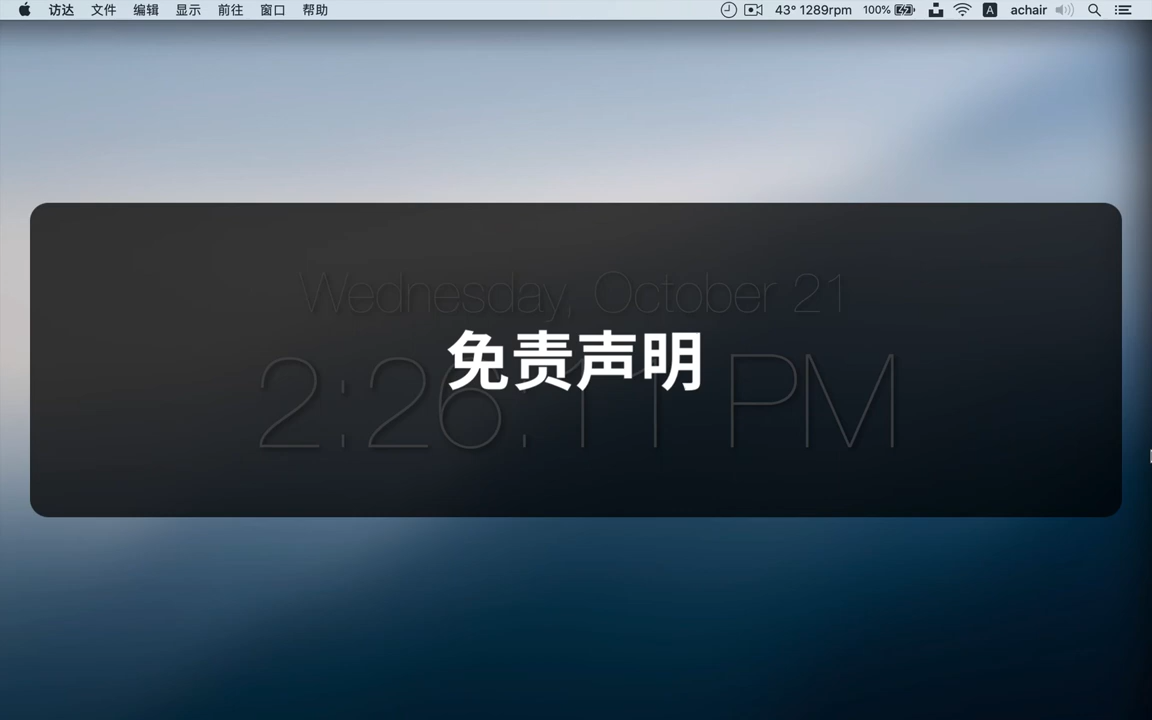 访达 文件 编辑 显示 前往 窗口 帮助 43° 1289rpm 100% A achair
Wednesday, October 21
免责声明
2:26:11 PM